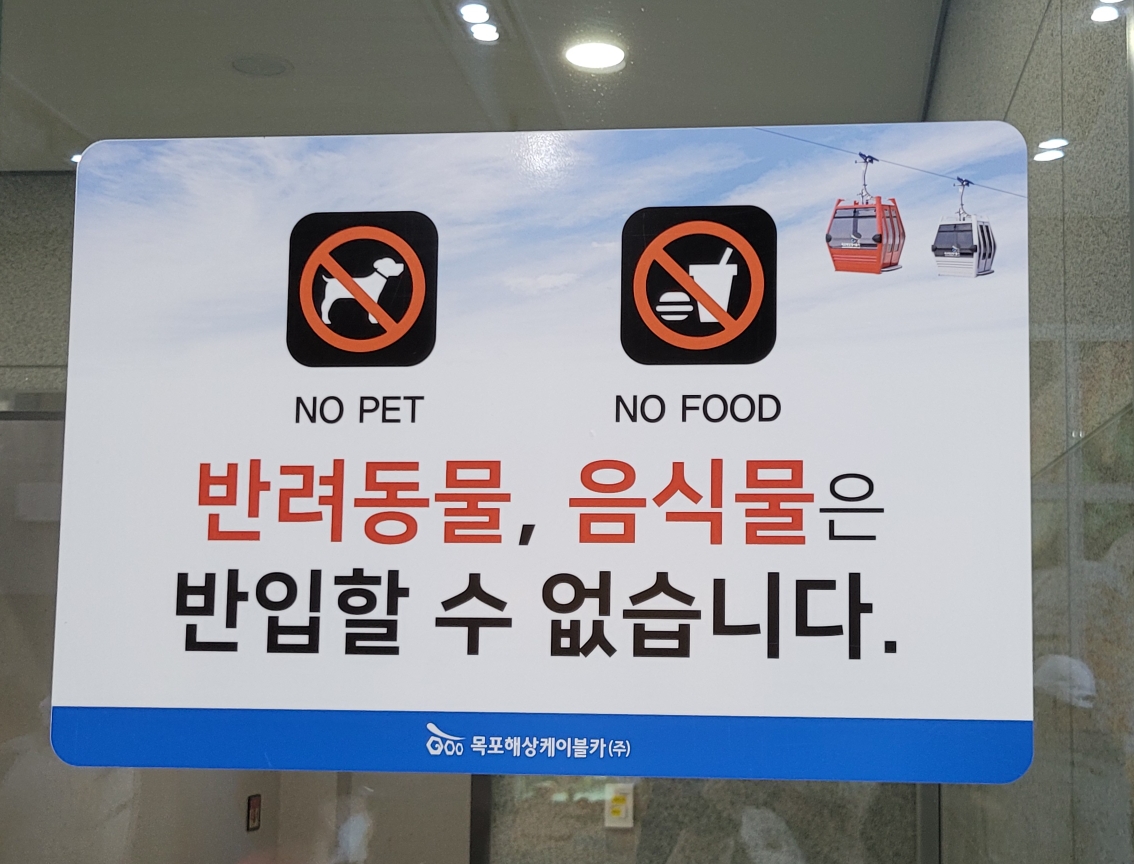 NO PET
NO FOOD
반려동물, 음식물은
반입할 수 없습니다.
GOO 목포해상케이블카(주)